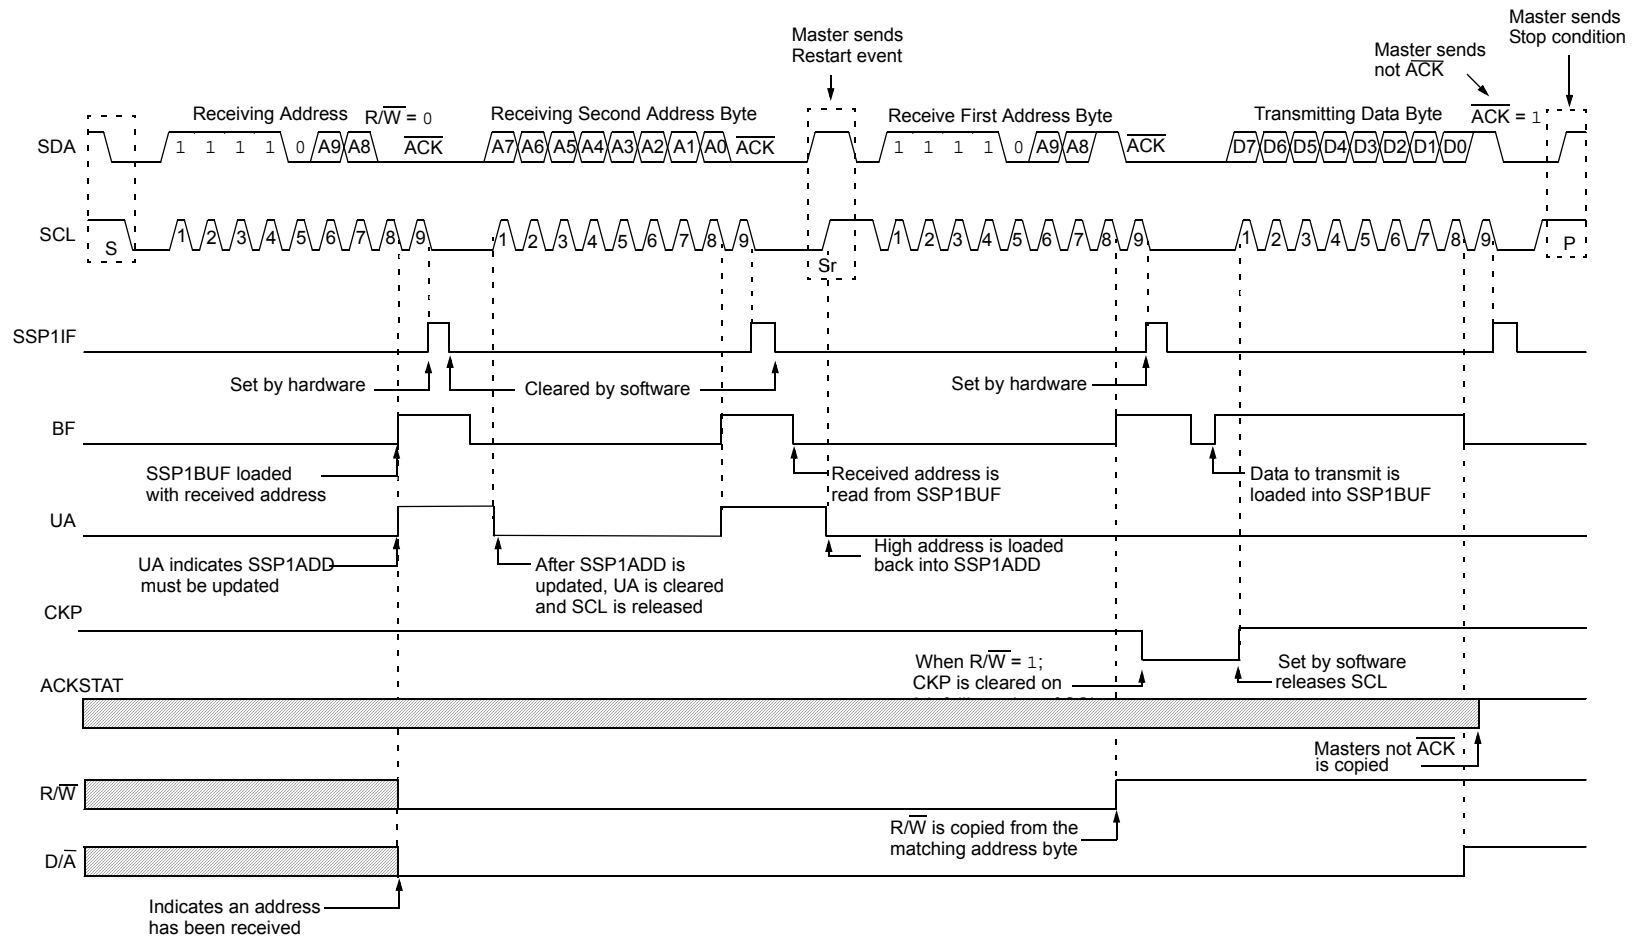 Master sends
Stop condition
Master sends
Restart event
Master sends
not ACK
Receiving Address R/W = 0
Receiving Second Address Byte
Receive First Address Byte
Transmitting Data Byte
ACK = 1
SDA 1 1 1 1 0 A9 A8 ACK A7 A6 A5 A4 A3 A2 A1 A0 ACK 1 1 1 1 0 A9 A8 ACK D7 D6 D5 D4 D3 D2 D1 D0
SCL S 1 2 3 4 5 6 7 8 9 1 2 3 4 5 6 7 8 9 Sr 1 2 3 4 5 6 7 8 9 1 2 3 4 5 6 7 8 9 P
SSP1IF
Set by hardware
Cleared by software
Set by hardware
BF
SSP1BUF loaded
with received address
Received address is
read from SSP1BUF
Data to transmit is
loaded into SSP1BUF
UA
UA indicates SSP1ADD
must be updated
After SSP1ADD is
updated, UA is cleared
and SCL is released
High address is loaded
back into SSP1ADD
CKP
When R/W = 1;
CKP is cleared on
Set by software
releases SCL
ACKSTAT
Masters not ACK
is copied
R/W
R/W is copied from the
matching address byte
D/A
Indicates an address
has been received